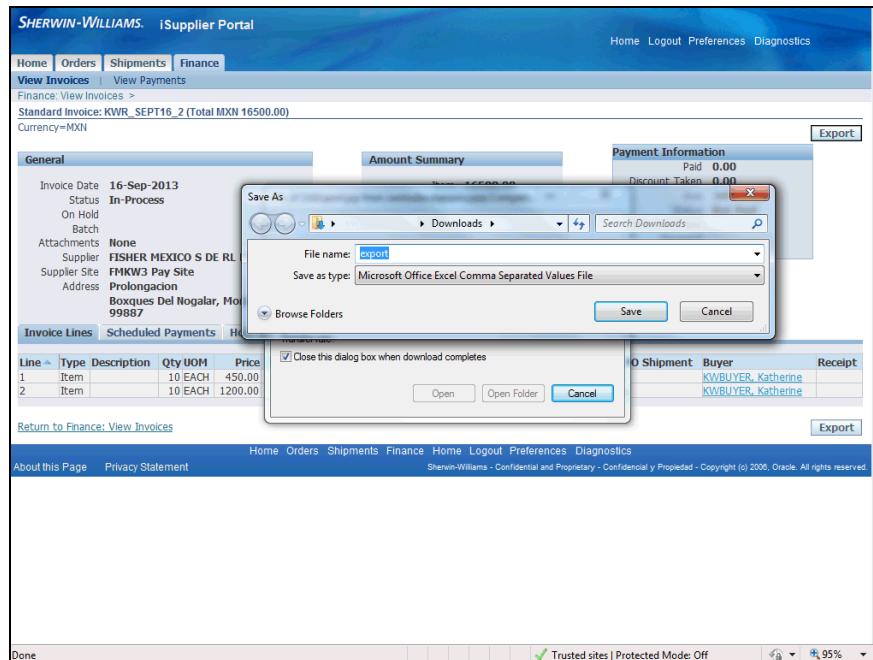 SHERWIN-WILLIAMS. iSupplier Portal
Home Logout Preferences Diagnostics
Home Orders Shipments Finance
View Invoices | View Payments
Finance: View Invoices >
Standard Invoice: KWR_SEPT16_2 (Total MXN 16500.00)
Currency=MXN
Export
General
Amount Summary
Payment Information
Paid 0.00
Discount Taken 0.00
Invoice Date 16-Sep-2013
Status In-Process
On Hold
Batch
Attachments None
Supplier FISHER MEXICO S DE RL
Supplier Site FMKW3 Pay Site
Address Prolongacion
Boxques Del Nogalar,
99887
Item 16500.00
Save As
Downloads
Search Downloads
File name: export
Save as type: Microsoft Office Excel Comma Separated Values File
Browse Folders
Save
Cancel
Transfer rate:
Close this dialog box when download completes
Open
Open Folder
Cancel
Invoice Lines Scheduled Payments
Line Type Description Qty UOM Price
O Shipment Buyer Receipt
1 Item 10 EACH 450.00 KWBUYER, Katherine
2 Item 10 EACH 1200.00 KWBUYER, Katherine
Return to Finance: View Invoices
Export
Home Orders Shipments Finance Home Logout Preferences Diagnostics
About this Page Privacy Statement
Sherwin-Williams - Confidential and Proprietary - Confidencial y Propiedad - Copyright (c) 2006, Oracle. All rights reserved.
Done
Trusted sites | Protected Mode: Off
95%